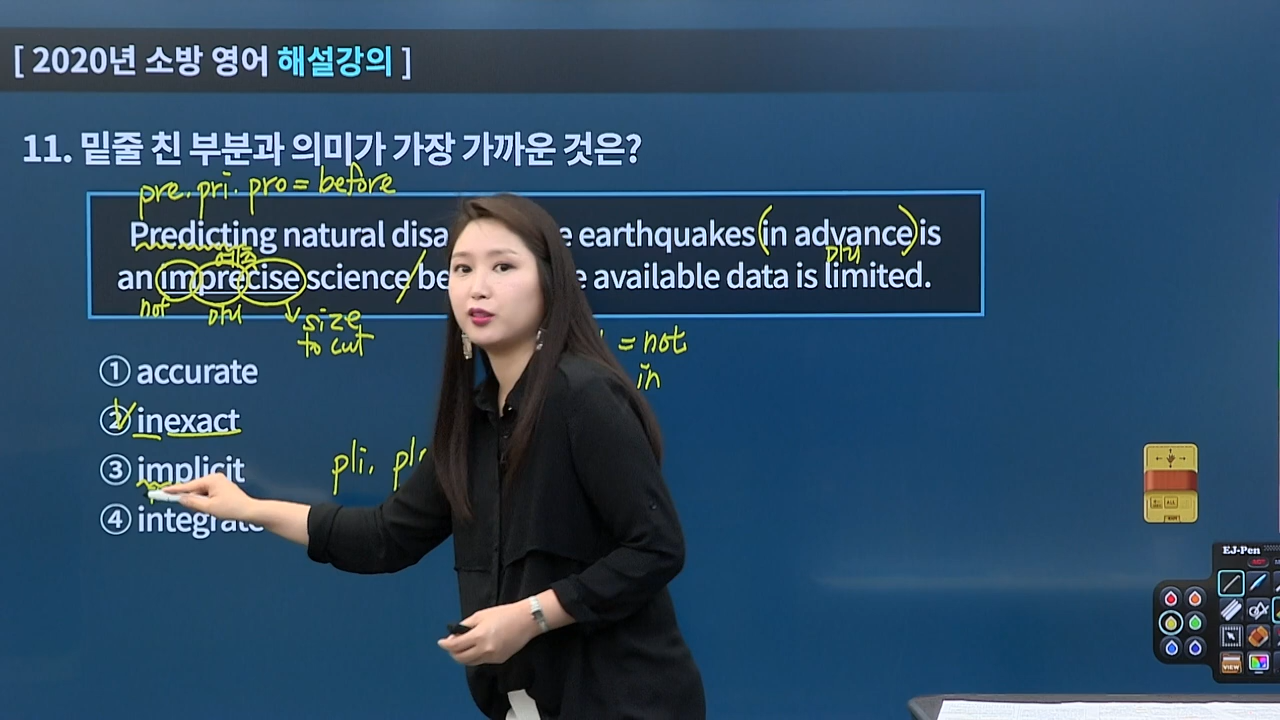 [ 2020년 소방 영어 해설강의 ]
11. 밑줄 친 부분과 의미가 가장 가까운 것은?
pre. pri. pro = before
Predicting natural disa e earthquakes (in advance) is
an imprecise science be e available data is limited.
not
size
to cut
= not
in
① accurate
② inexact
③ implicit
pli.
④ integrate
EJ-Pen
VIEW